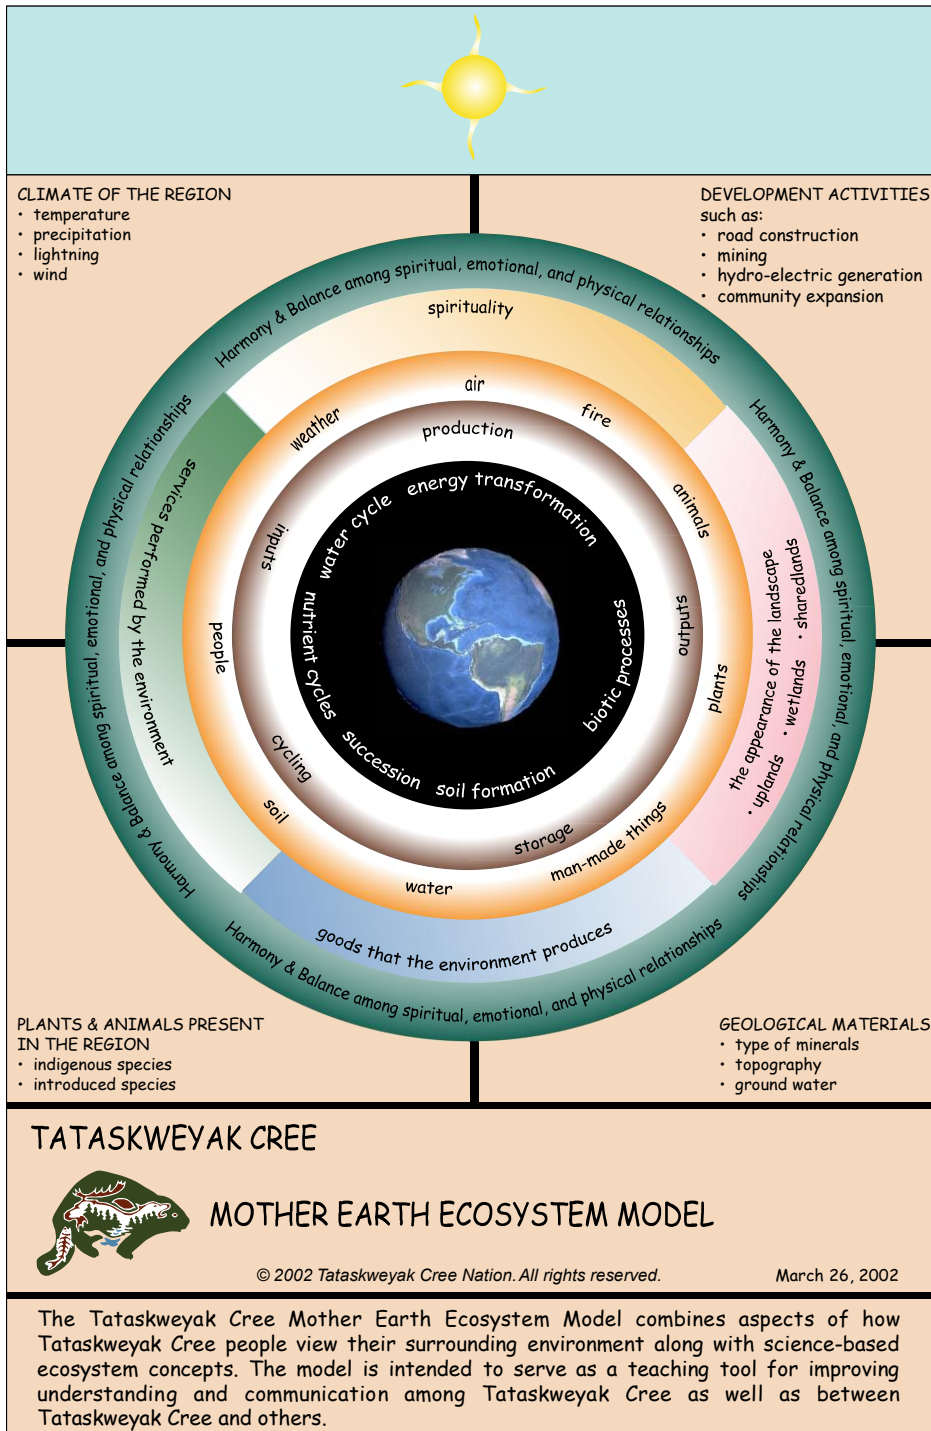 CLIMATE OF THE REGION
• temperature
• precipitation
• lightning
• wind
DEVELOPMENT ACTIVITIES
such as:
• road construction
• mining
• hydro-electric generation
• community expansion
Harmony & Balance among spiritual, emotional, and physical relationships
Harmony & Balance among spiritual, emotional, and physical relationships
Harmony & Balance among spiritual, emotional, and physical relationships
Harmony & Balance among spiritual, emotional, and physical relationships
spirituality
the appearance of the landscape
• uplands • wetlands • sharedlands
goods that the environment produces
services performed by the environment
Weather
air
fire
animals
plants
man-made things
water
soil
people
production
outputs
storage
cycling
inputs
water cycle
energy transformation
biotic processes
soil formation
succession
nutrient cycles
PLANTS & ANIMALS PRESENT
IN THE REGION
• indigenous species
• introduced species
GEOLOGICAL MATERIALS
• type of minerals
• topography
• ground water
TATASKWEYAK CREE
MOTHER EARTH ECOSYSTEM MODEL
© 2002 Tataskweyak Cree Nation. All rights reserved.
March 26, 2002
The Tataskweyak Cree Mother Earth Ecosystem Model combines aspects of how
Tataskweyak Cree people view their surrounding environment along with science-based
ecosystem concepts. The model is intended to serve as a teaching tool for improving
understanding and communication among Tataskweyak Cree as well as between
Tataskweyak Cree and others.